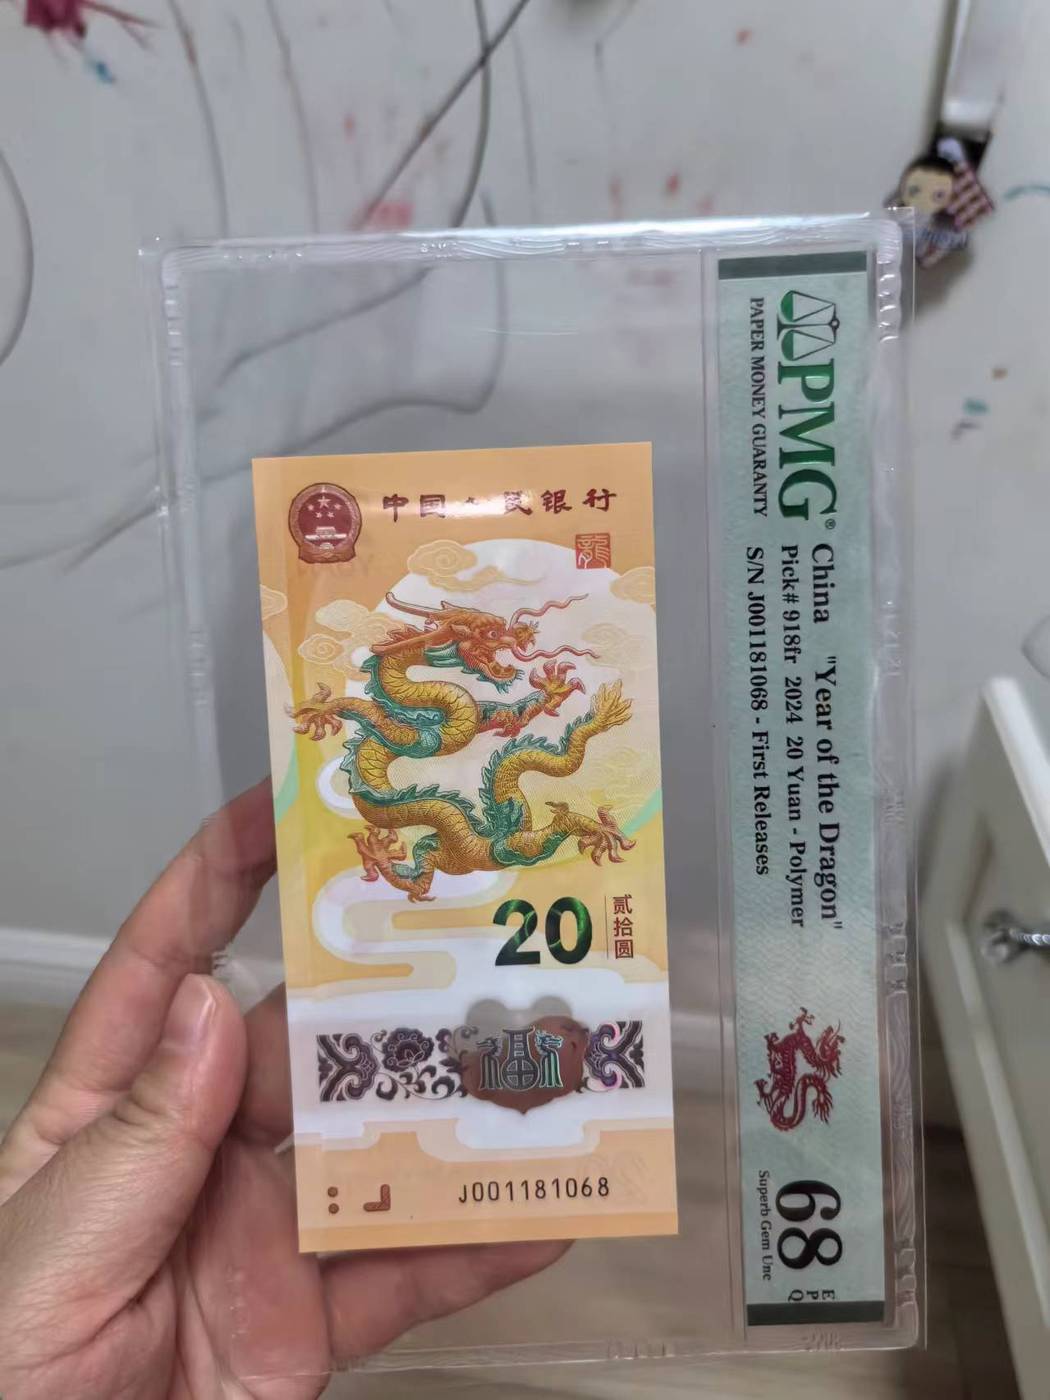 中国人民银行
龍
20
贰拾圆
福
J001181068
PMG®
PAPER MONEY GUARANTY
China "Year of the Dragon"
Pick# 918fr 2024 20 Yuan - Polymer
S/N J001181068 - First Releases
68
EPQ
Superb Gem Unc